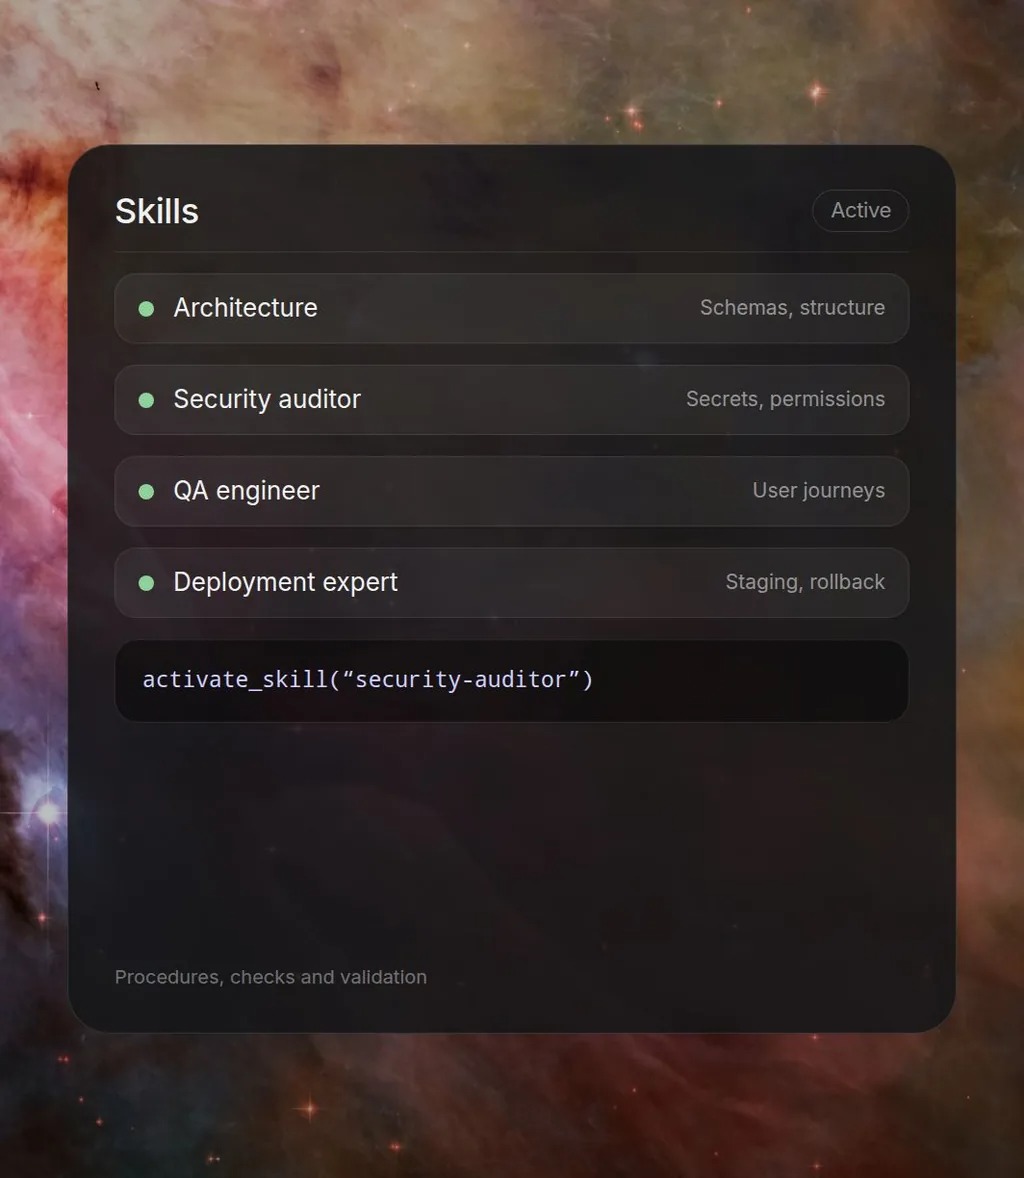 Skills
Active
Architecture
Schemas, structure
Security auditor
Secrets, permissions
QA engineer
User journeys
Deployment expert
Staging, rollback
activate_skill(“security-auditor”)
Procedures, checks and validation